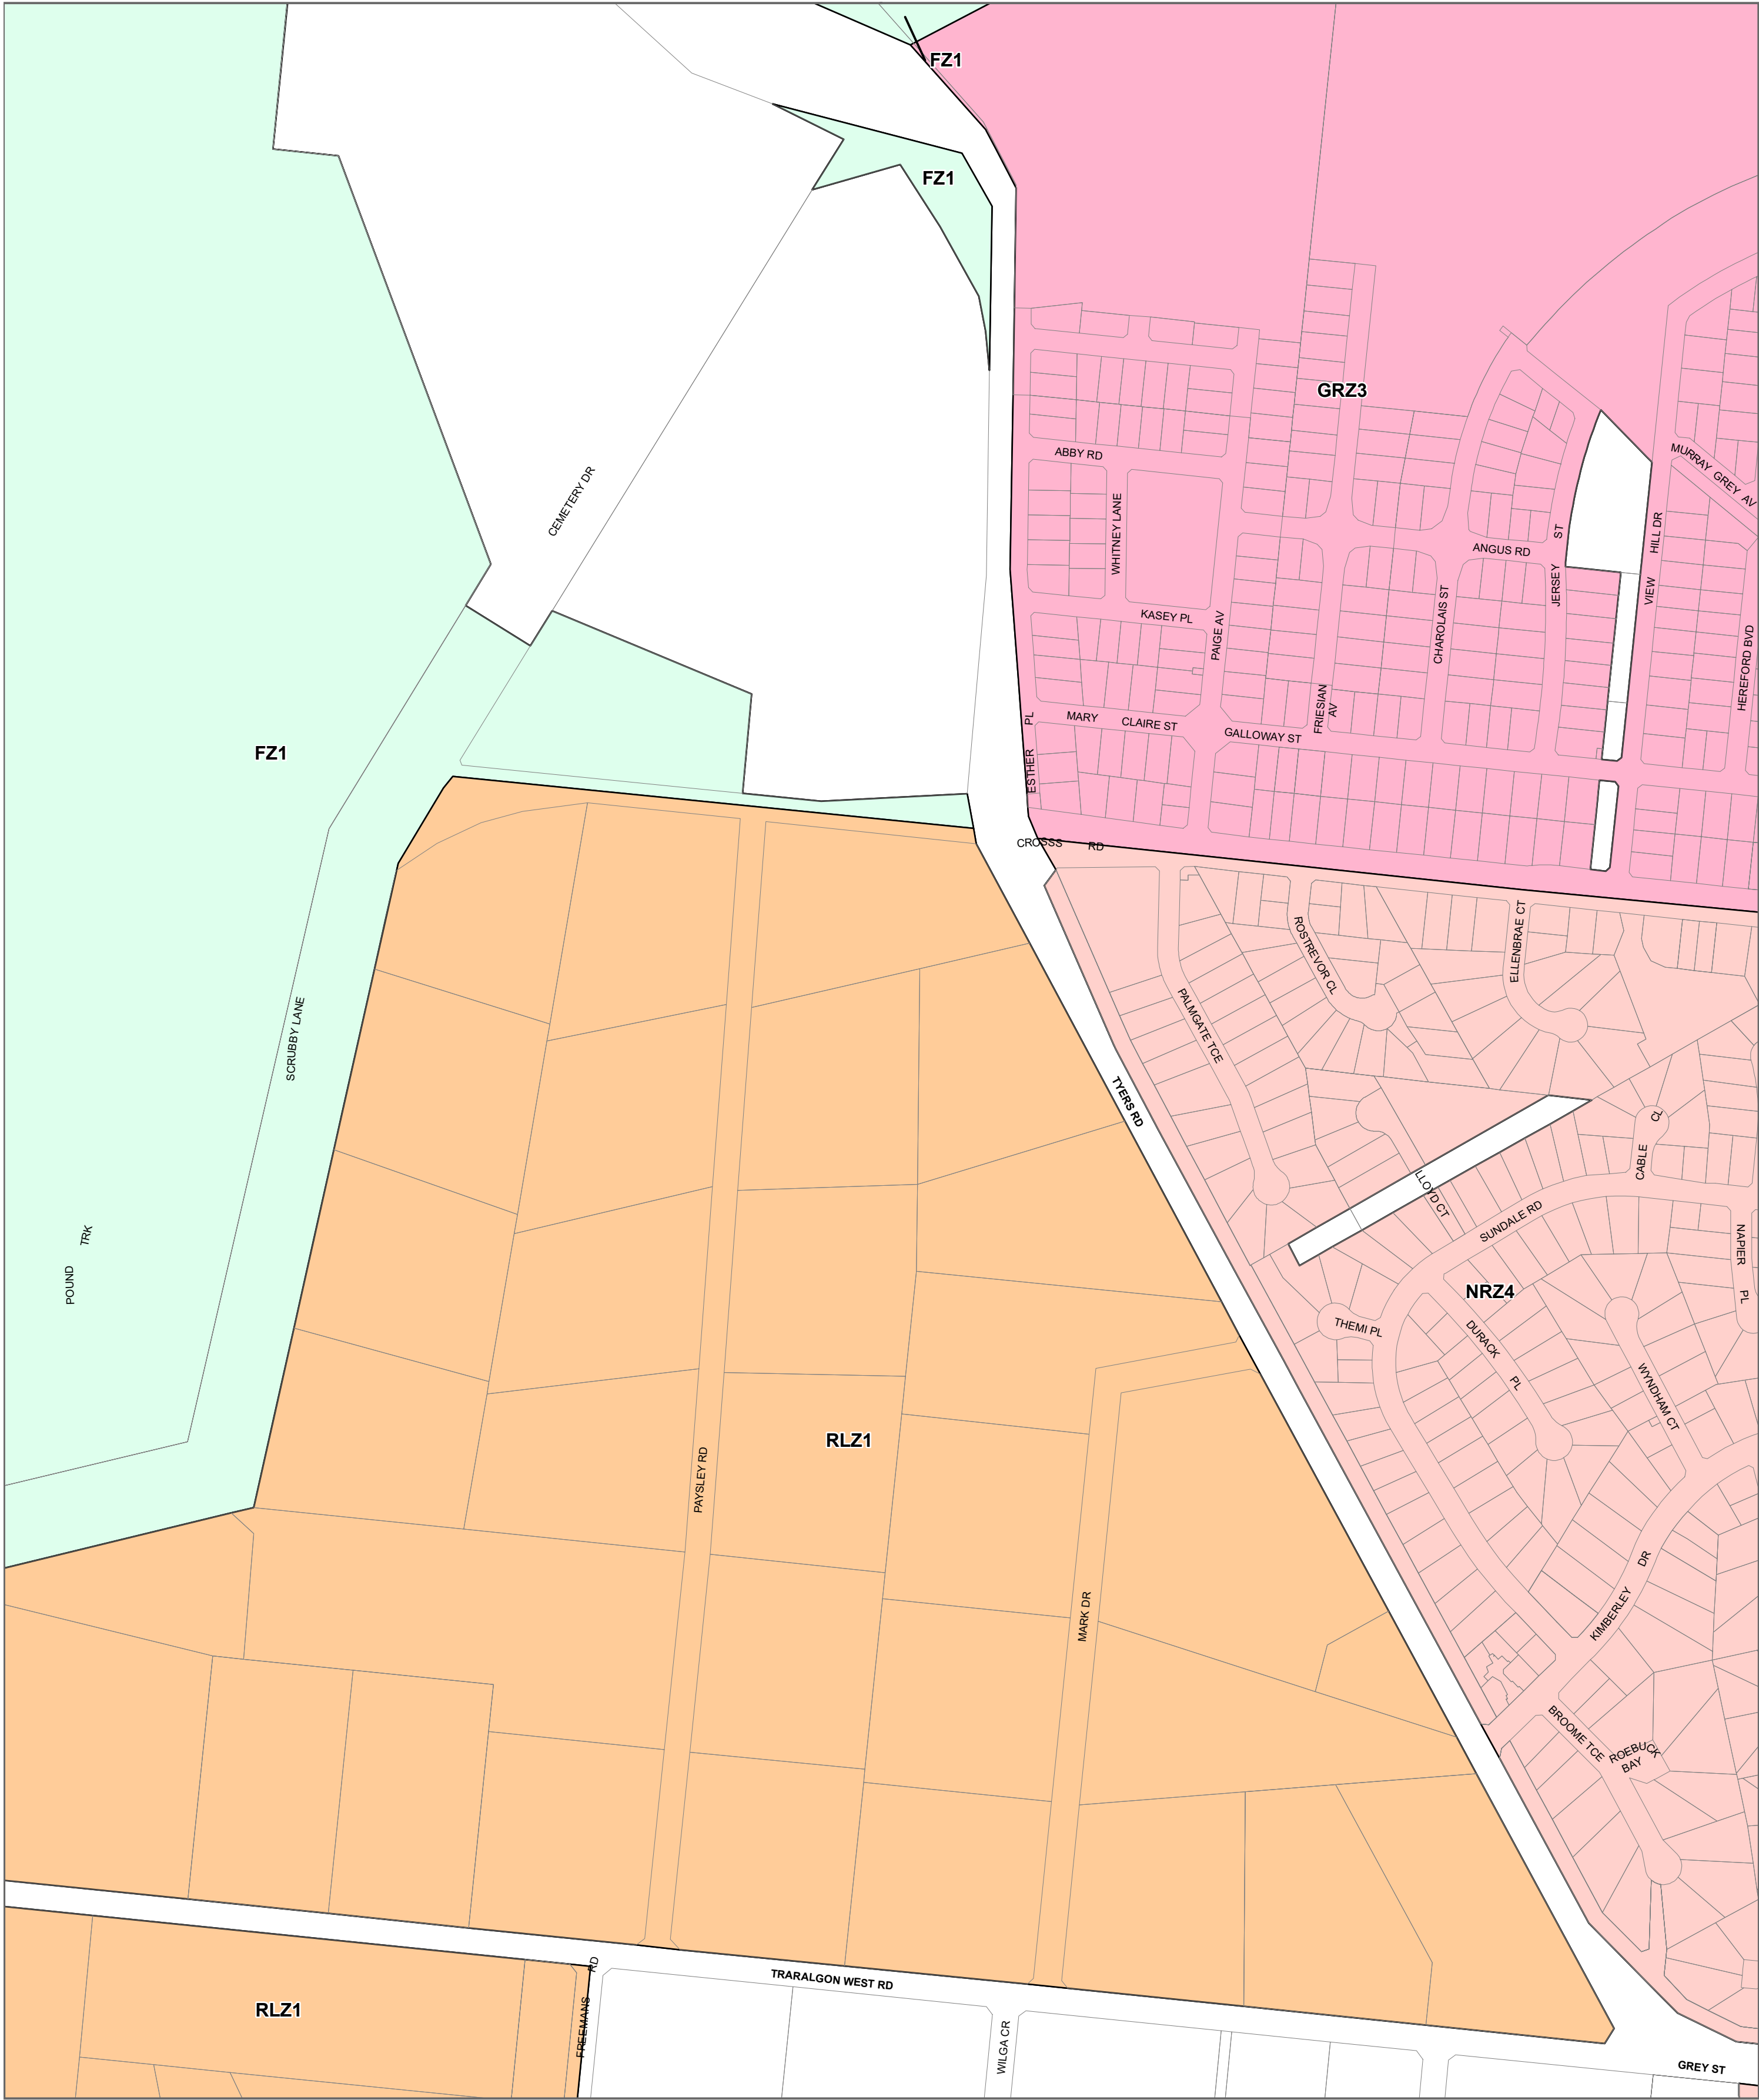 FZ1
FZ1
GRZ3
MURRAY GREY AV
ABBY RD
CEMETERY DR
WHITNEY LANE
HILL DR
VIEW
ANGUS RD
ST
JERSEY
CHAROLAIS ST
KASEY PL
PAIGE AV
HEREFORD BVD
FRIESIAN
AV
PL
ESTHER
MARY
CLAIRE ST
GALLOWAY ST
FZ1
CROSSS
RD
ELLENBRAE CT
ROSTREVOR CL
PALMGATE TCE
SCRUBBY LANE
TYERS RD
CL
CABLE
LLOYD CT
SUNDALE RD
NAPIER
PL
TRK
POUND
NRZ4
THEMI PL
DURACK
PL
WYNDHAM CT
RLZ1
PAYSLEY RD
DR
KIMBERLEY
MARK DR
BROOME TCE
ROEBUCK
BAY
TRARALGON WEST RD
RD
FREEMANS
RLZ1
WILGA CR
GREY ST